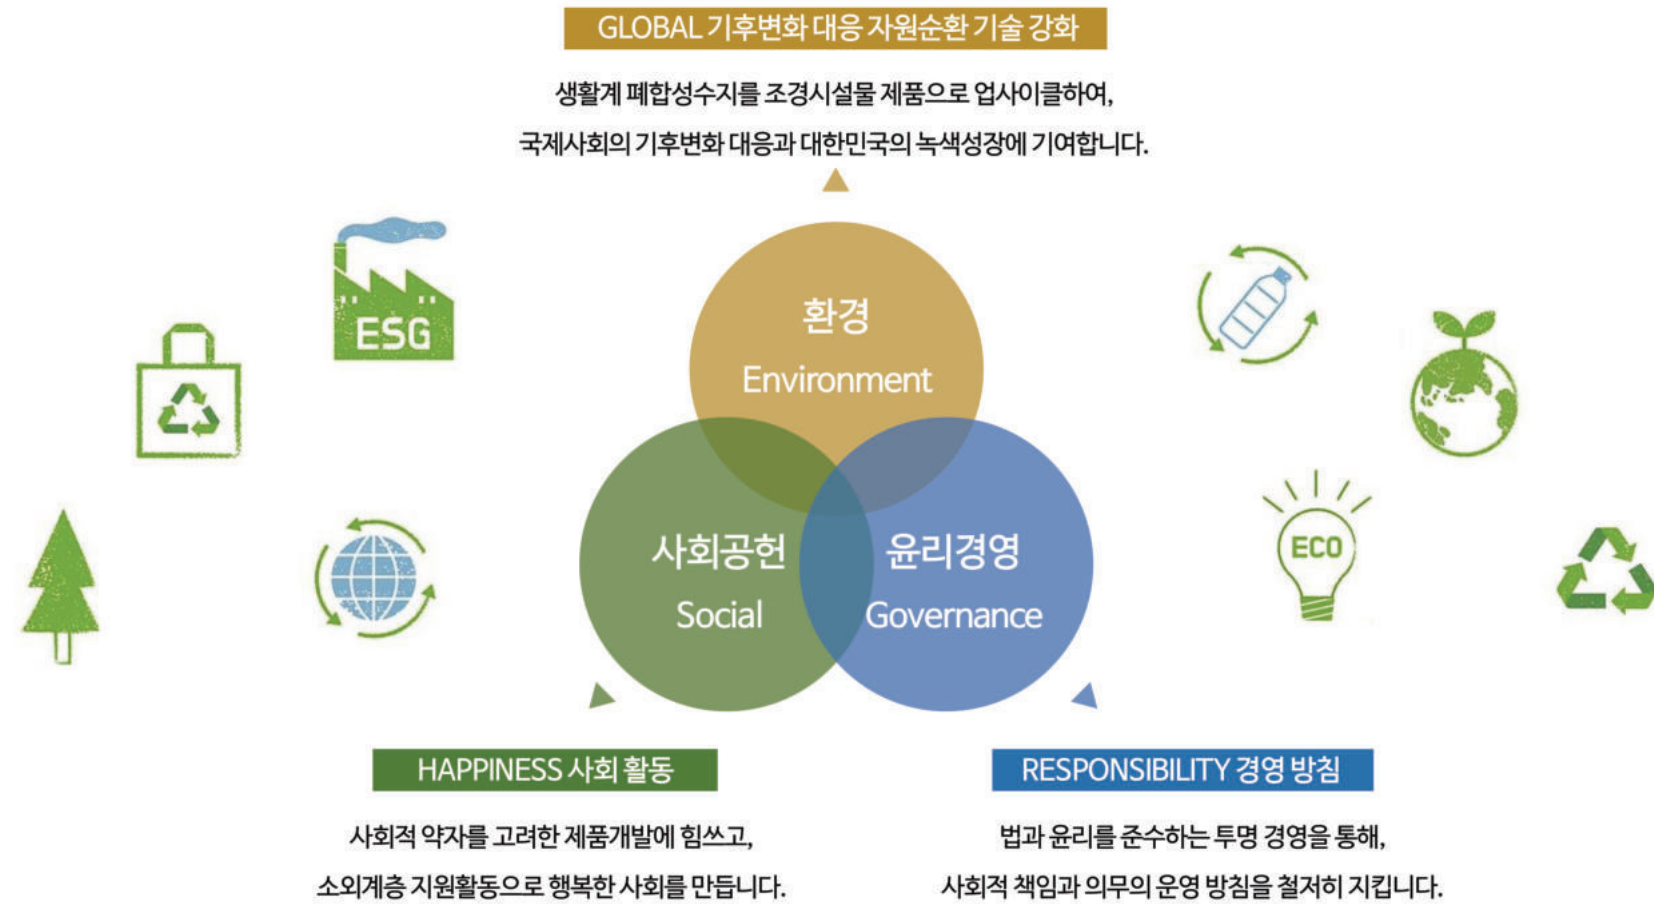 GLOBAL 기후변화 대응 자원순환 기술 강화
생활계 폐합성수지를 조경시설물 제품으로 업사이클하여,
국제사회의 기후변화 대응과 대한민국의 녹색성장에 기여합니다.
ESG
환경
Environment
사회공헌
Social
윤리경영
Governance
ECO
HAPPINESS 사회 활동
사회적 약자를 고려한 제품개발에 힘쓰고,
소외계층 지원활동으로 행복한 사회를 만듭니다.
RESPONSIBILITY 경영 방침
법과 윤리를 준수하는 투명 경영을 통해,
사회적 책임과 의무의 운영 방침을 철저히 지킵니다.